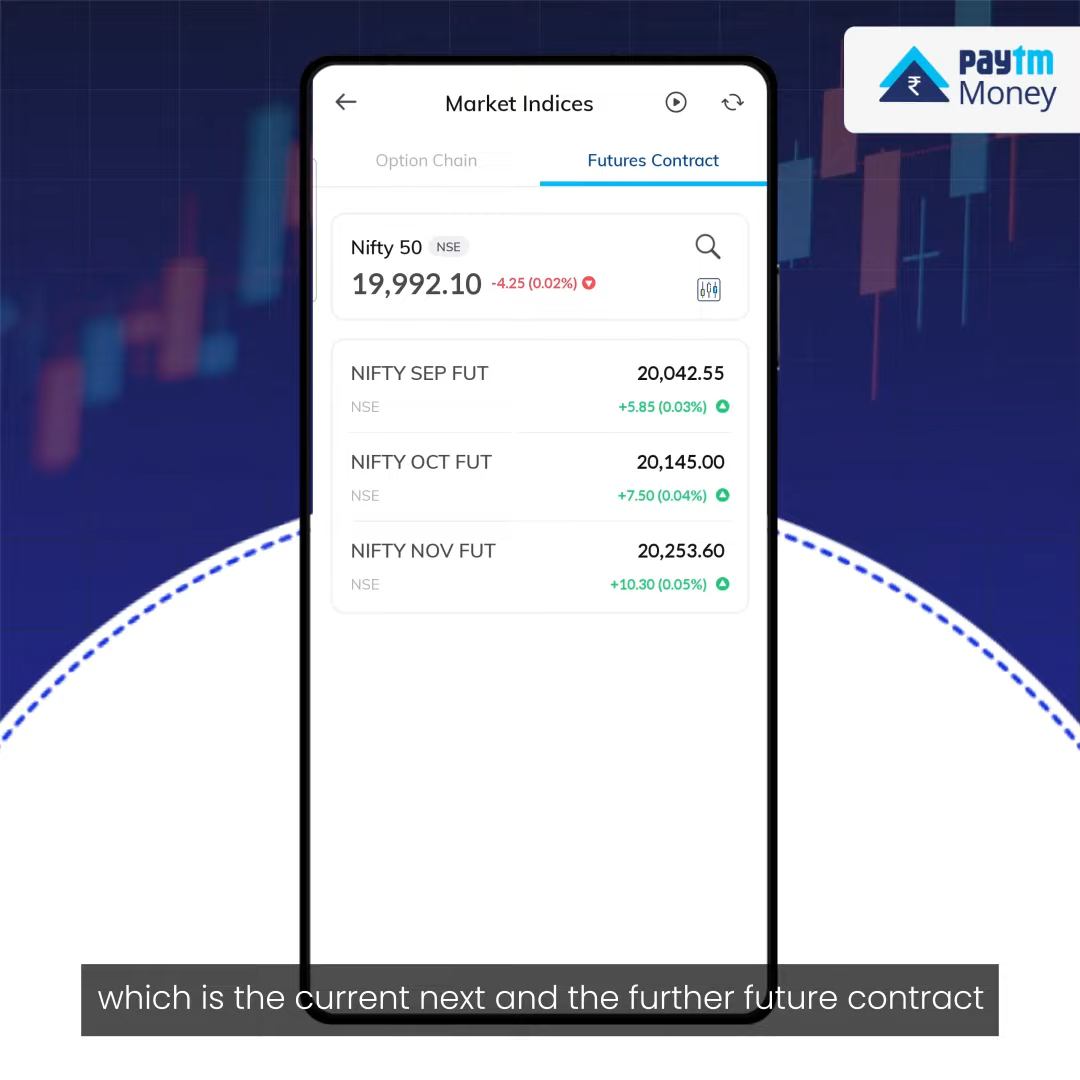 paytm
Money
Market Indices
Option Chain
Futures Contract
Nifty 50 NSE
19,992.10 -4.25 (0.02%)
NIFTY SEP FUT 20,042.55
NSE +5.85 (0.03%)
NIFTY OCT FUT 20,145.00
NSE +7.50 (0.04%)
NIFTY NOV FUT 20,253.60
NSE +10.30 (0.05%)
which is the current next and the further future contract